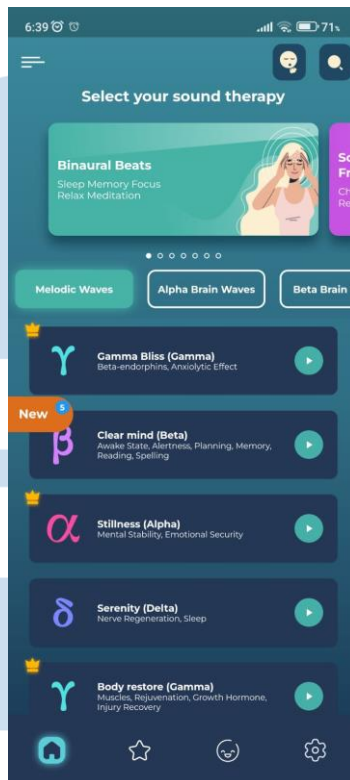 6:39
71%
Select your sound therapy
Binaural Beats
Sleep Memory Focus
Relax Meditation
Melodic Waves
Alpha Brain Waves
Beta Brain
γ
Gamma Bliss (Gamma)
Beta-endorphins, Anxiolytic Effect
New 5
β
Clear mind (Beta)
Awake State, Alertness, Planning, Memory,
Reading, Spelling
α
Stillness (Alpha)
Mental Stability, Emotional Security
δ
Serenity (Delta)
Nerve Regeneration, Sleep
γ
Body restore (Gamma)
Muscles, Rejuvenation, Growth Hormone,
Injury Recovery